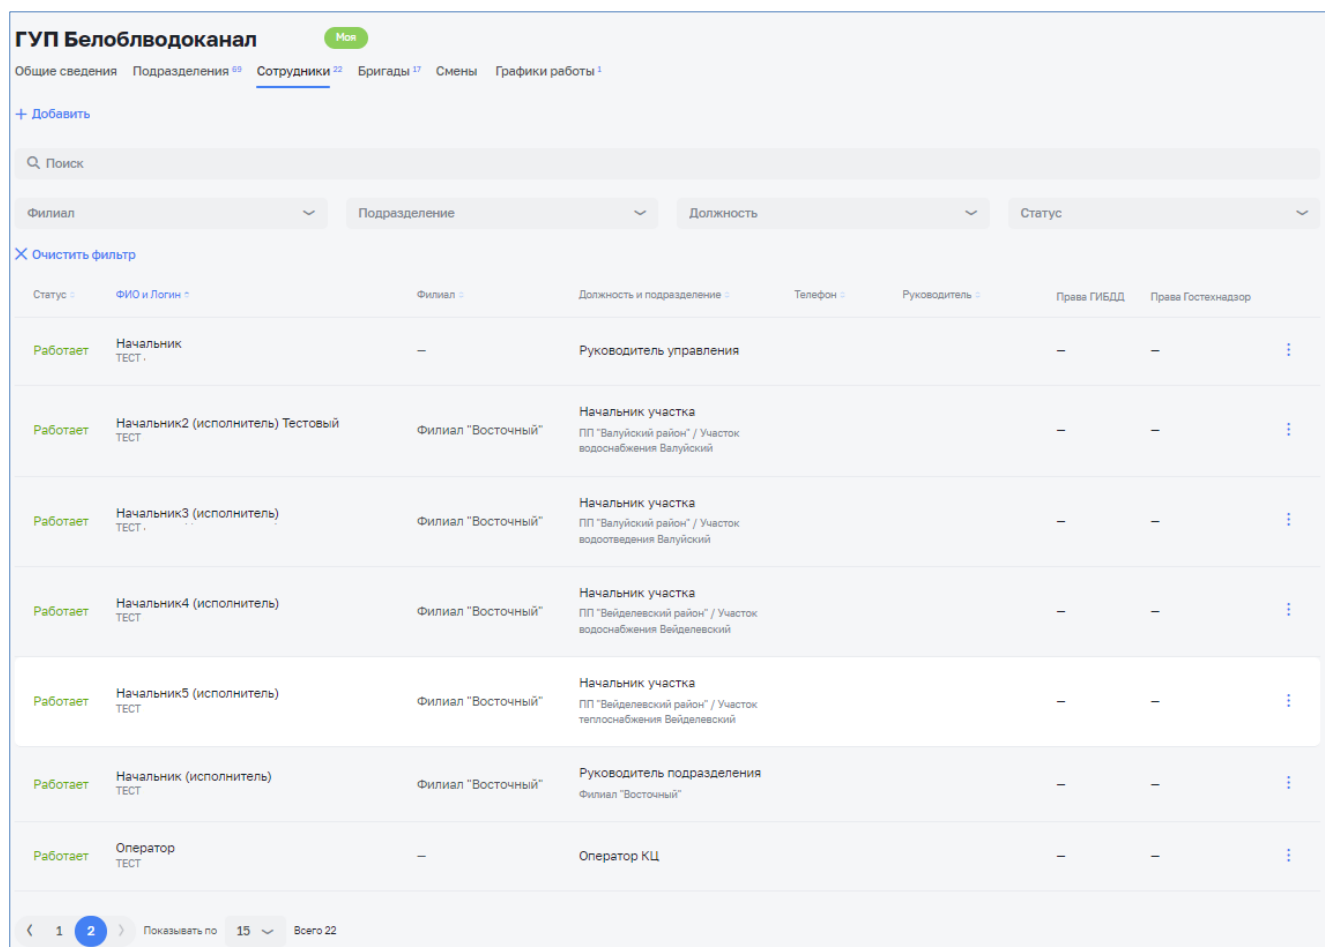 ГУП Белоблводоканал Моя
Общие сведения Подразделения 69 Сотрудники 22 Бригады 17 Смены Графики работы 1
+ Добавить
Поиск
Филиал Подразделение Должность Статус
Очистить фильтр
Статус ФИО и Логин Филиал Должность и подразделение Телефон Руководитель Права ГИБДД Права Гостехнадзор
Работает Начальник – Руководитель управления – –
ТЕСТ
Начальник участка
Работает Начальник2 (исполнитель) Тестовый Филиал "Восточный" – –
ТЕСТ ПП "Валуйский район" / Участок
водоснабжения Валуйский
Начальник участка
Работает Начальник3 (исполнитель) Филиал "Восточный" – –
ТЕСТ ПП "Валуйский район" / Участок
водоотведения Валуйский
Начальник участка
Работает Начальник4 (исполнитель) Филиал "Восточный" – –
ТЕСТ ПП "Вейделевский район" / Участок
водоснабжения Вейделевский
Начальник участка
Работает Начальник5 (исполнитель) Филиал "Восточный" – –
ТЕСТ ПП "Вейделевский район" / Участок
теплоснабжения Вейделевский
Работает Начальник (исполнитель) Филиал "Восточный" Руководитель подразделения – –
ТЕСТ Филиал "Восточный"
Работает Оператор – Оператор КЦ – –
ТЕСТ
1 2 Показывать по 15 Всего 22